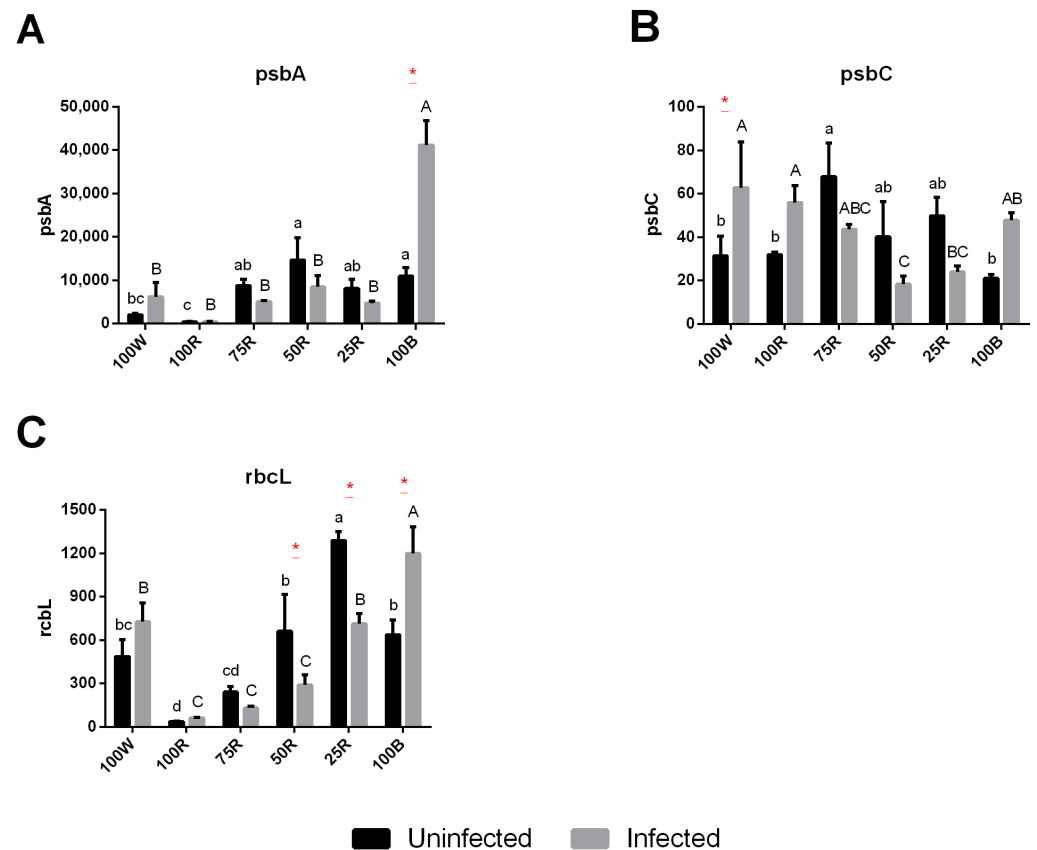 A
psbA
*
psbA
50,000
40,000
30,000
20,000
10,000
0
bc B c B ab B a B ab B a A
100W 100R 75R 50R 25R 100B
B
psbC
*
psbC
100
80
60
40
20
0
b A b A a ABC ab C ab BC b AB
100W 100R 75R 50R 25R 100B
C
rbcL
* * *
rcbL
1500
1200
900
600
300
0
bc B d C cd C b C a B b A
100W 100R 75R 50R 25R 100B
Uninfected Infected